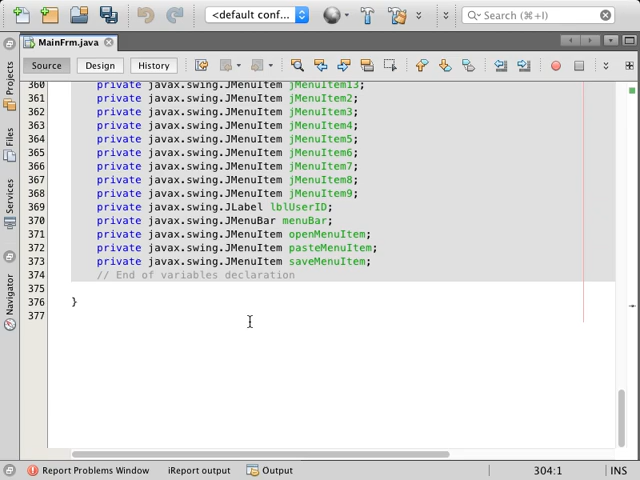 <default conf...
Search (⌘+I)
MainFrm.java
Source Design History
Projects
Files
Services
Navigator
360 private javax.swing.JMenuItem jMenuItem13;
361 private javax.swing.JMenuItem jMenuItem2;
362 private javax.swing.JMenuItem jMenuItem3;
363 private javax.swing.JMenuItem jMenuItem4;
364 private javax.swing.JMenuItem jMenuItem5;
365 private javax.swing.JMenuItem jMenuItem6;
366 private javax.swing.JMenuItem jMenuItem7;
367 private javax.swing.JMenuItem jMenuItem8;
368 private javax.swing.JMenuItem jMenuItem9;
369 private javax.swing.JLabel lblUserID;
370 private javax.swing.JMenuBar menuBar;
371 private javax.swing.JMenuItem openMenuItem;
372 private javax.swing.JMenuItem pasteMenuItem;
373 private javax.swing.JMenuItem saveMenuItem;
374 // End of variables declaration
375
376 }
377
Report Problems Window iReport output Output 304:1 INS